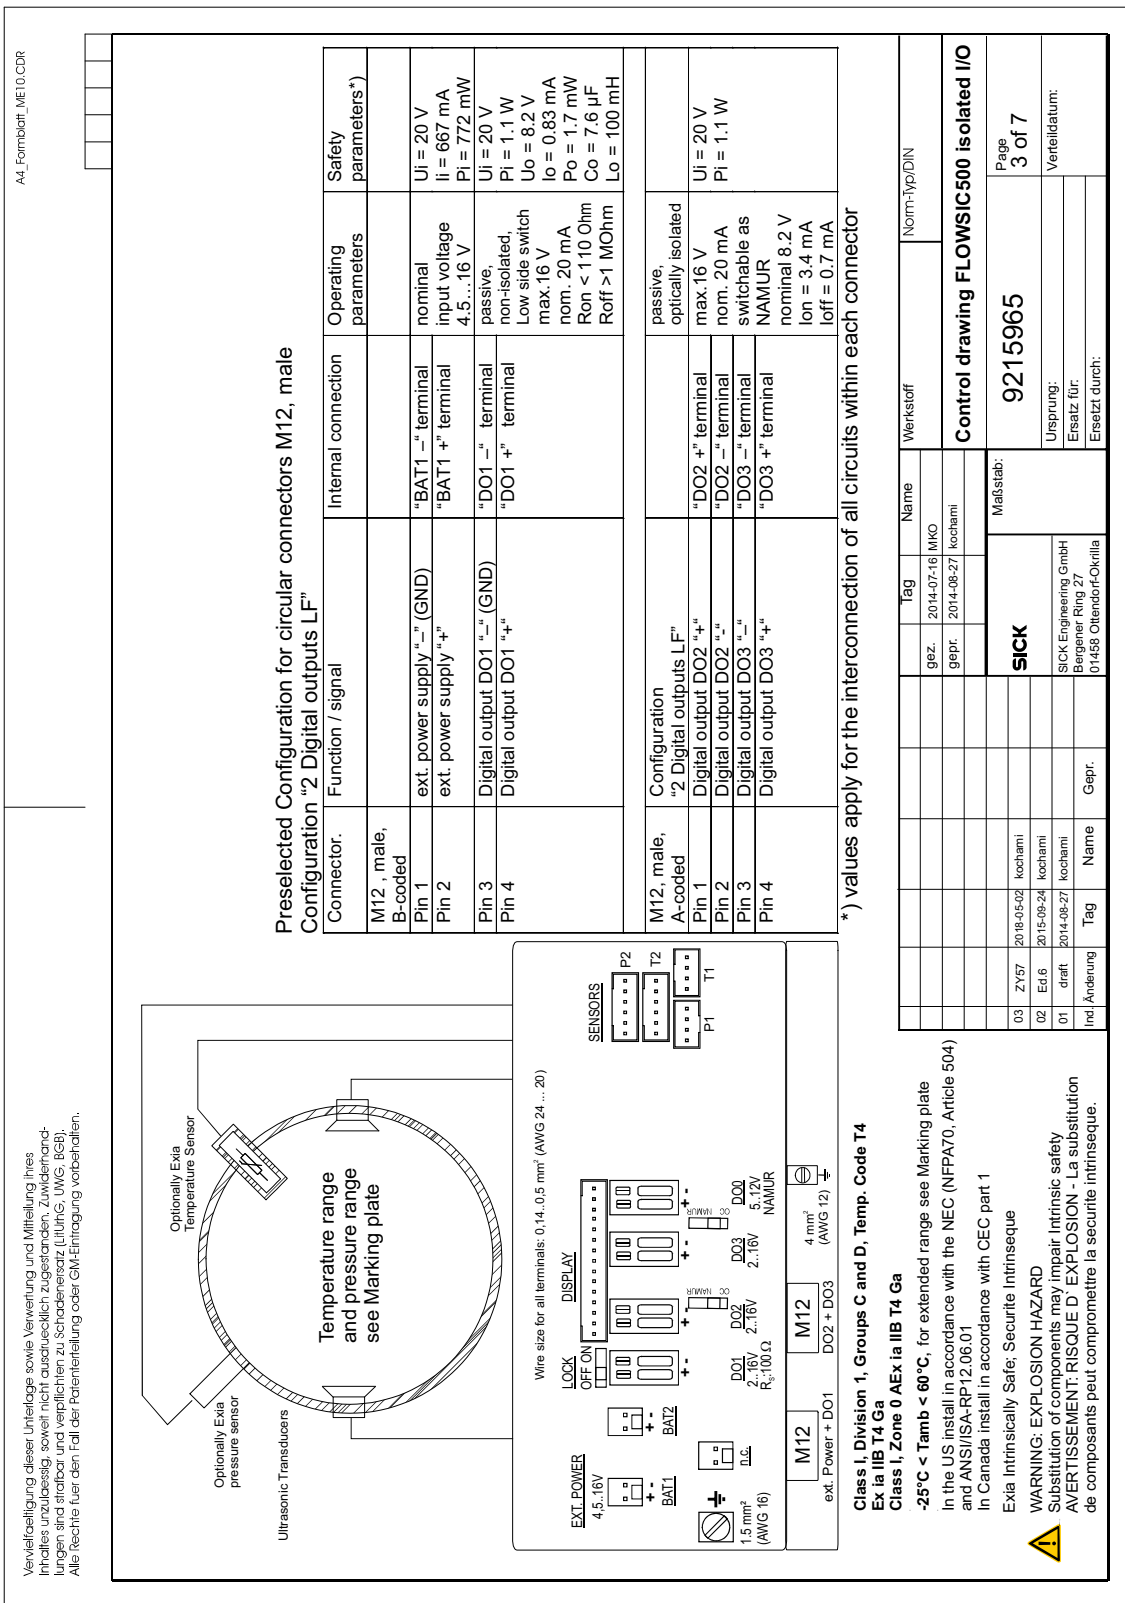 A4_Formblatt_ME10.CDR
Vervielfaeltigung dieser Unterlage sowie Verwertung und Mitteilung ihres
Inhaltes unzulaessig, soweit nicht ausdruecklich zugestanden. Zuwiderhand-
lungen sind strafbar und verpflichten zu Schadenersatz (LitUrhG, UWG, BGB).
Alle Rechte fuer den Fall der Patenterteilung oder GM-Eintragung vorbehalten.
Optionally Exia
Temperature Sensor
Optionally Exia
pressure sensor
Ultrasonic Transducers
Temperature range
and pressure range
see Marking plate
Wire size for all terminals: 0,14..0,5 mm² (AWG 24 ... 20)
EXT. POWER
4,5..16V
+ -
BAT1
+ -
BAT2
LOCK
OFF ON
DISPLAY
SENSORS
P2
T2
P1
T1
1.5 mm²
(AWG 16)
n.c.
+ -
DO1
2...16V
Rₛ:100 Ω
+ -
OC NAMUR
DO2
2...16V
+ -
OC NAMUR
DO3
2..16V
+ -
DO0
5..12V
NAMUR
4 mm²
(AWG 12)
M12
ext. Power + DO1
M12
DO2 + DO3
Preselected Configuration for circular connectors M12, male
Configuration “2 Digital outputs LF”
Connector. Function / signal Internal connection Operating parameters Safety parameters*)
M12 , male,
B-coded
Pin 1 ext. power supply “–” (GND) “BAT1 –“ terminal nominal Ui = 20 V
Pin 2 ext. power supply “+” “BAT1 +” terminal input voltage Ii = 667 mA
4.5...16 V Pi = 772 mW
Pin 3 Digital output DO1 “–“ (GND) “DO1 –“ terminal passive, Ui = 20 V
Pin 4 Digital output DO1 “+“ “DO1 +” terminal non-isolated, Pi = 1.1 W
Low side switch Uo = 8.2 V
max.16 V Io = 0.83 mA
nom. 20 mA Po = 1.7 mW
Ron < 110 Ohm Co = 7.6 µF
Roff >1 MOhm Lo = 100 mH
M12, male,
A-coded
Configuration
“2 Digital outputs LF”
passive,
optically isolated
Pin 1 Digital output DO2 “+“ “DO2 +” terminal max.16 V Ui = 20 V
Pin 2 Digital output DO2 “-“ “DO2 –“ terminal nom. 20 mA Pi = 1.1 W
Pin 3 Digital output DO3 “–“ “DO3 –“ terminal switchable as
Pin 4 Digital output DO3 “+“ “DO3 +” terminal NAMUR
nominal 8.2 V
Ion = 3.4 mA
Ioff = 0.7 mA
*) values apply for the interconnection of all circuits within each connector
Class I, Division 1, Groups C and D, Temp. Code T4
Ex ia IIB T4 Ga
Class I, Zone 0 AEx ia IIB T4 Ga
-25°C < Tamb < 60°C, for extended range see Marking plate
In the US install in accordance with the NEC (NFPA70, Article 504)
and ANSI/ISA-RP12.06.01
In Canada install in accordance with CEC part 1
Exia Intrinsically Safe; Securite Intrinseque
WARNING: EXPLOSION HAZARD
Substitution of components may impair Intrinsic safety
AVERTISSEMENT: RISQUE D` EXPLOSION - La substitution
de composants peut compromettre la securite intrinseque.
03 ZY57 2018-05-02 kochami
02 Ed.6 2015-09-24 kochami
01 draft 2014-08-27 kochami
Ind. Änderung Tag Name Gepr.
Tag Name
gez. 2014-07-16 MKO
gepr. 2014-08-27 kochami
SICK
Maßstab:
SICK Engineering GmbH
Bergener Ring 27
01458 Ottendorf-Okrilla
Werkstoff
Norm-Typ/DIN
Control drawing FLOWSIC500 isolated I/O
9215965
Page
3 of 7
Ursprung:
Ersatz für:
Ersetzt durch:
Verteildatum: